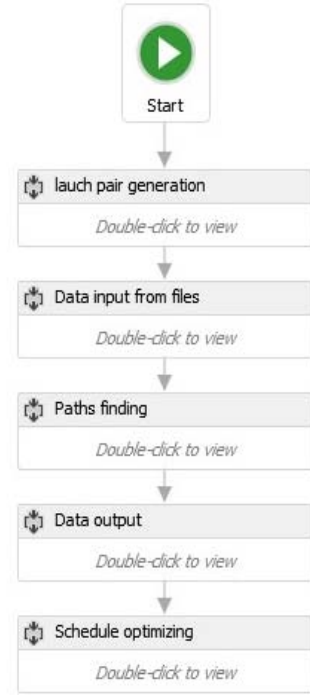 Start
lauch pair generation
Double-click to view
Data input from files
Double-click to view
Paths finding
Double-click to view
Data output
Double-click to view
Schedule optimizing
Double-click to view